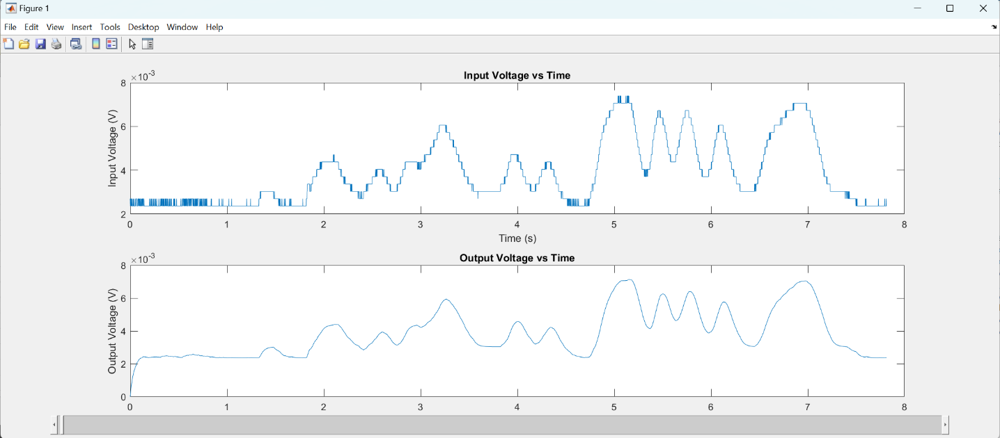 Figure 1
File Edit View Insert Tools Desktop Window Help
Input Voltage vs Time
×10-3
8
6
4
2
Input Voltage (V)
0 1 2 3 4 5 6 7 8
Time (s)
Output Voltage vs Time
×10-3
8
6
4
2
0
Output Voltage (V)
0 1 2 3 4 5 6 7 8